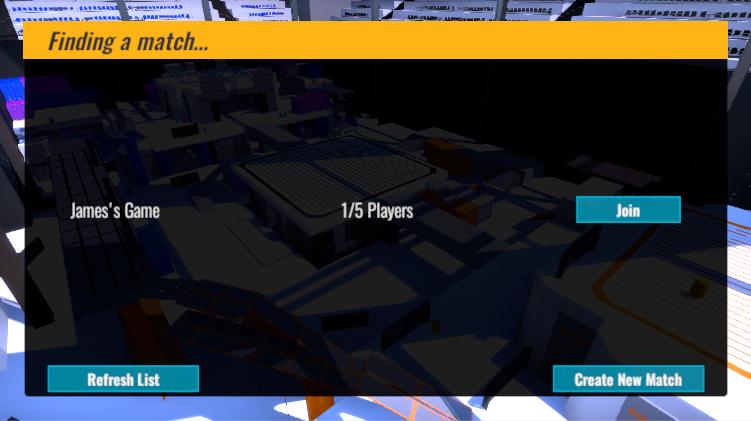 Finding a match...
James's Game
1/5 Players
Join
Refresh List
Create New Match